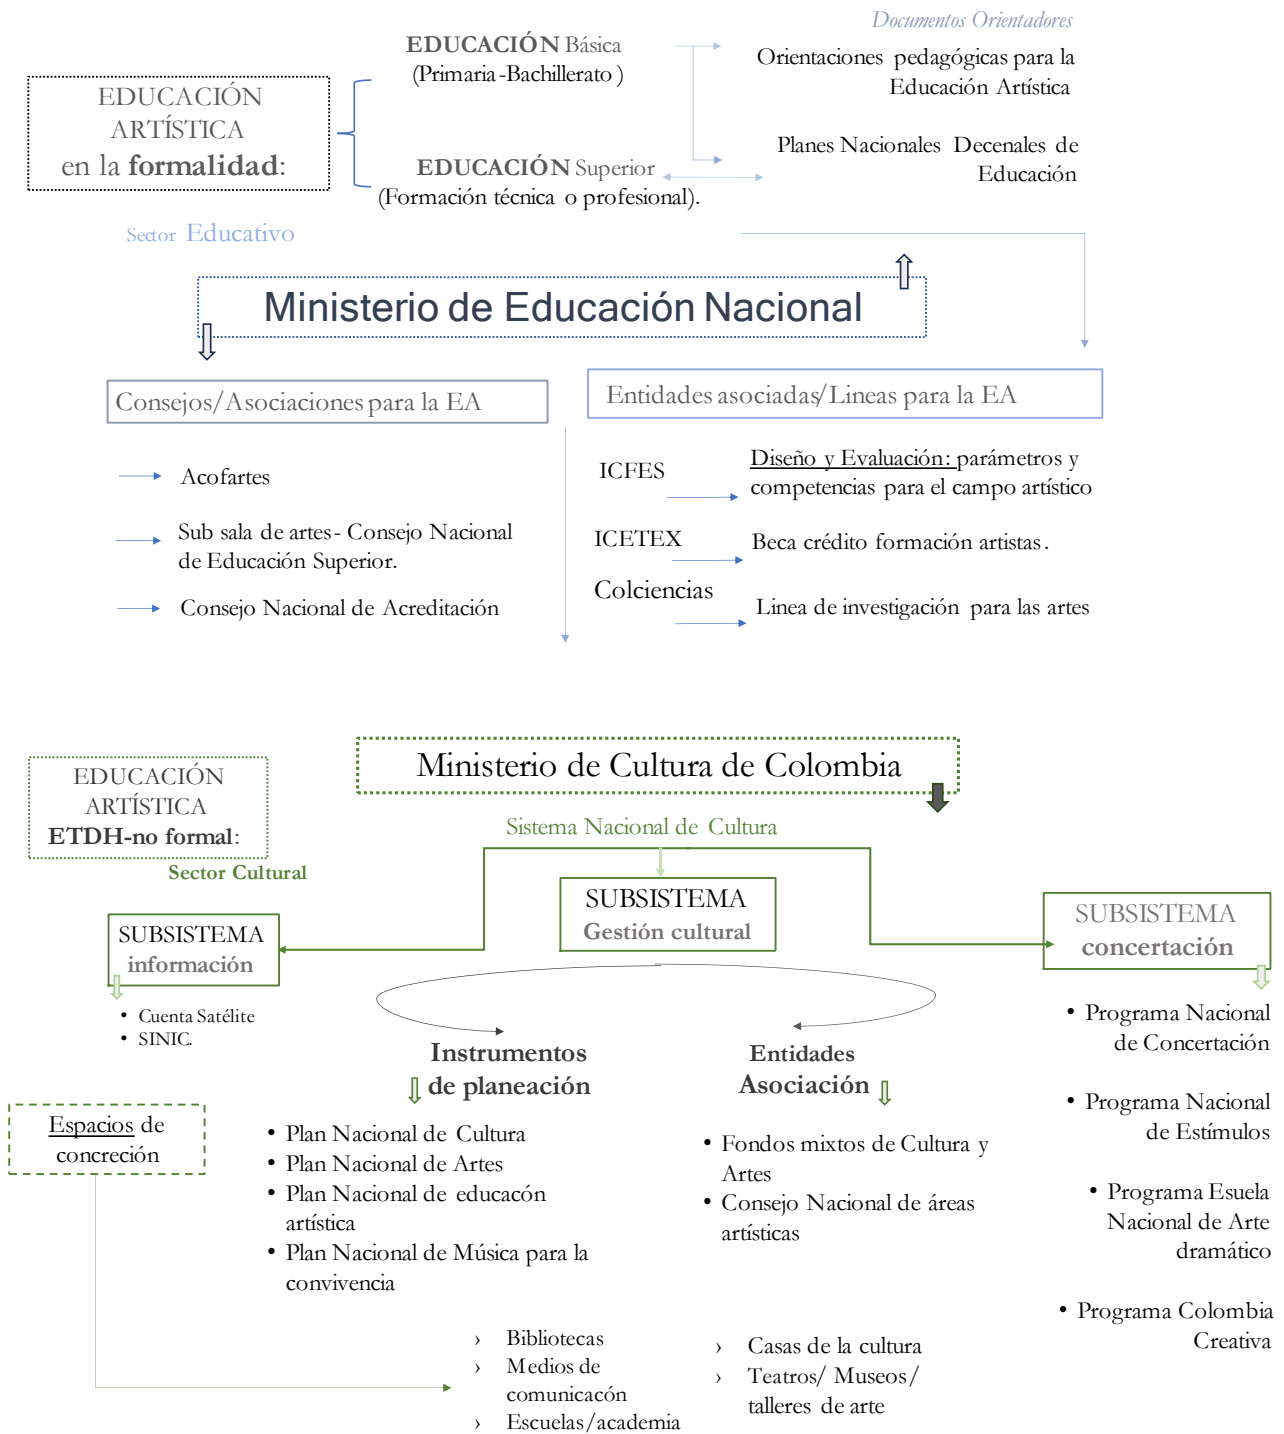 Documentos Orientadores
EDUCACIÓN Básica
(Primaria-Bachillerato)
Orientaciones pedagógicas para la
Educación Artística
EDUCACIÓN
ARTÍSTICA
en la formalidad:
EDUCACIÓN Superior
(Formación técnica o profesional).
Planes Nacionales Decenales de
Educación
Sector Educativo
Ministerio de Educación Nacional
Consejos/Asociaciones para la EA
Acofartes
Sub sala de artes- Consejo Nacional
de Educación Superior.
Consejo Nacional de Acreditación
Entidades asociadas/Lineas para la EA
ICFES
Diseño y Evaluación: parámetros y
competencias para el campo artístico
ICETEX
Beca crédito formación artistas.
Colciencias
Linea de investigación para las artes
Ministerio de Cultura de Colombia
EDUCACIÓN
ARTÍSTICA
ETDH-no formal:
Sector Cultural
Sistema Nacional de Cultura
SUBSISTEMA
información
• Cuenta Satélite
• SINIC.
SUBSISTEMA
Gestión cultural
SUBSISTEMA
concertación
Instrumentos
de planeación
• Plan Nacional de Cultura
• Plan Nacional de Artes
• Plan Nacional de educacón
artística
• Plan Nacional de Música para la
convivencia
Entidades
Asociación
• Fondos mixtos de Cultura y
Artes
• Consejo Nacional de áreas
artísticas
• Programa Nacional
de Concertación
• Programa Nacional
de Estímulos
• Programa Esuela
Nacional de Arte
dramático
• Programa Colombia
Creativa
Espacios de
concreción
› Bibliotecas
› Medios de
comunicacón
› Escuelas/academia
› Casas de la cultura
› Teatros/ Museos/
talleres de arte